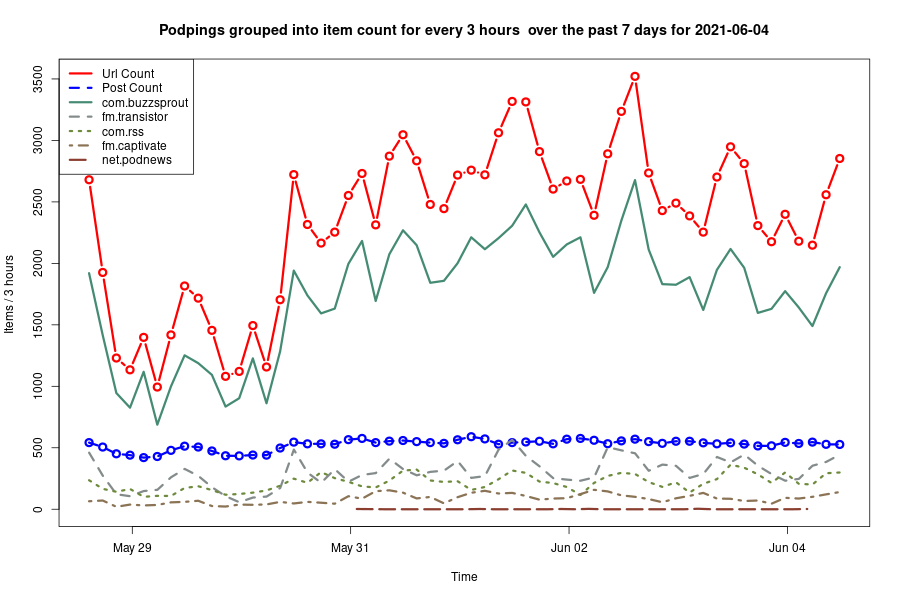 Podpings grouped into item count for every 3 hours  over the past 7 days for 2021-06-04
Url Count
Post Count
com.buzzsprout
fm.transistor
com.rss
fm.captivate
net.podnews
Items / 3 hours
3500
3000
2500
2000
1500
1000
500
0
May 29
May 31
Jun 02
Jun 04
Time